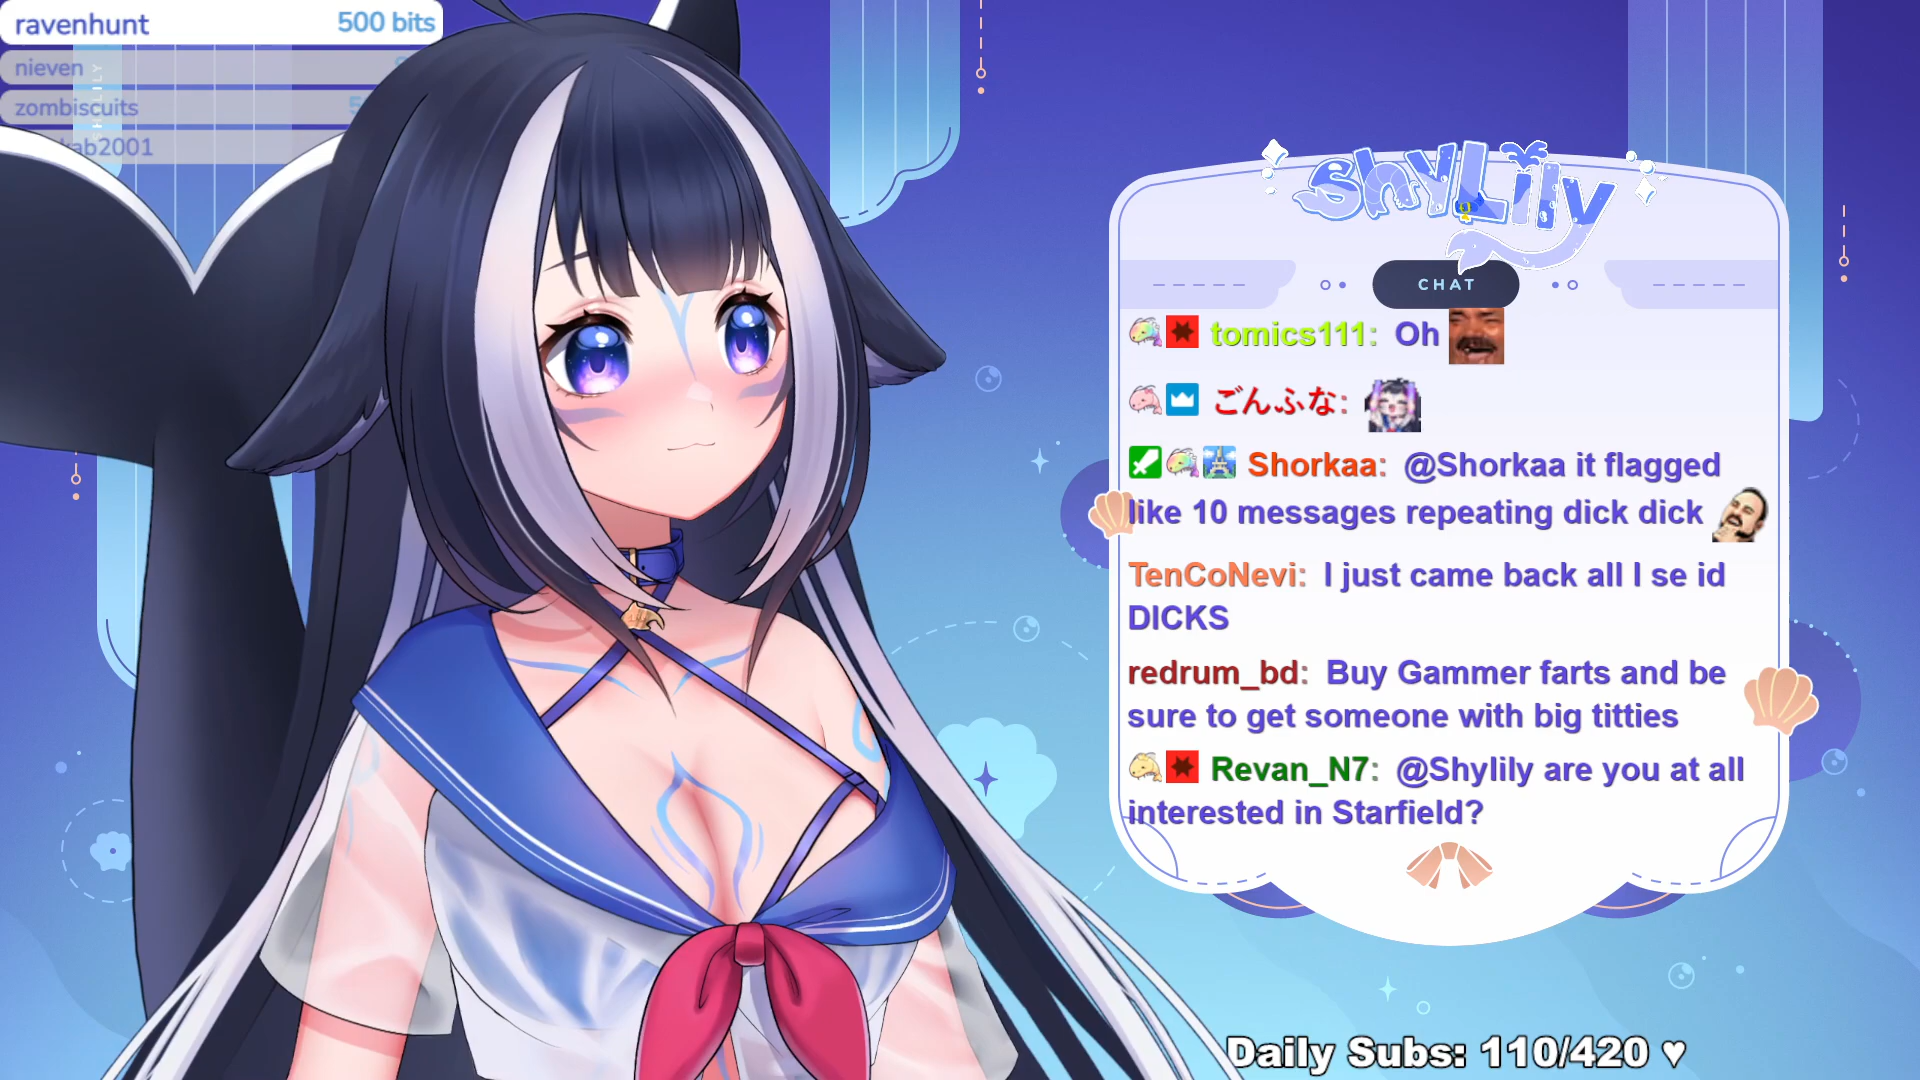 ravenhunt 500 bits
nieven
zombiscuits
kab2001
shyLily
CHAT
tomics111: Oh
ごんふな:
Shorkaa: @Shorkaa it flagged
like 10 messages repeating dick dick
TenCoNevi: I just came back all I se id
DICKS
redrum_bd: Buy Gammer farts and be
sure to get someone with big titties
Revan_N7: @Shylily are you at all
interested in Starfield?
Daily Subs: 110/420 ♥